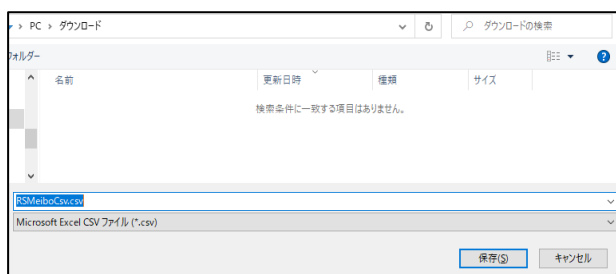 › PC › ダウンロード
ダウンロードの検索
フォルダー
名前 更新日時 種類 サイズ
検索条件に一致する項目はありません。
RSMeiboCsv.csv
Microsoft Excel CSV ファイル (*.csv)
保存(S) キャンセル